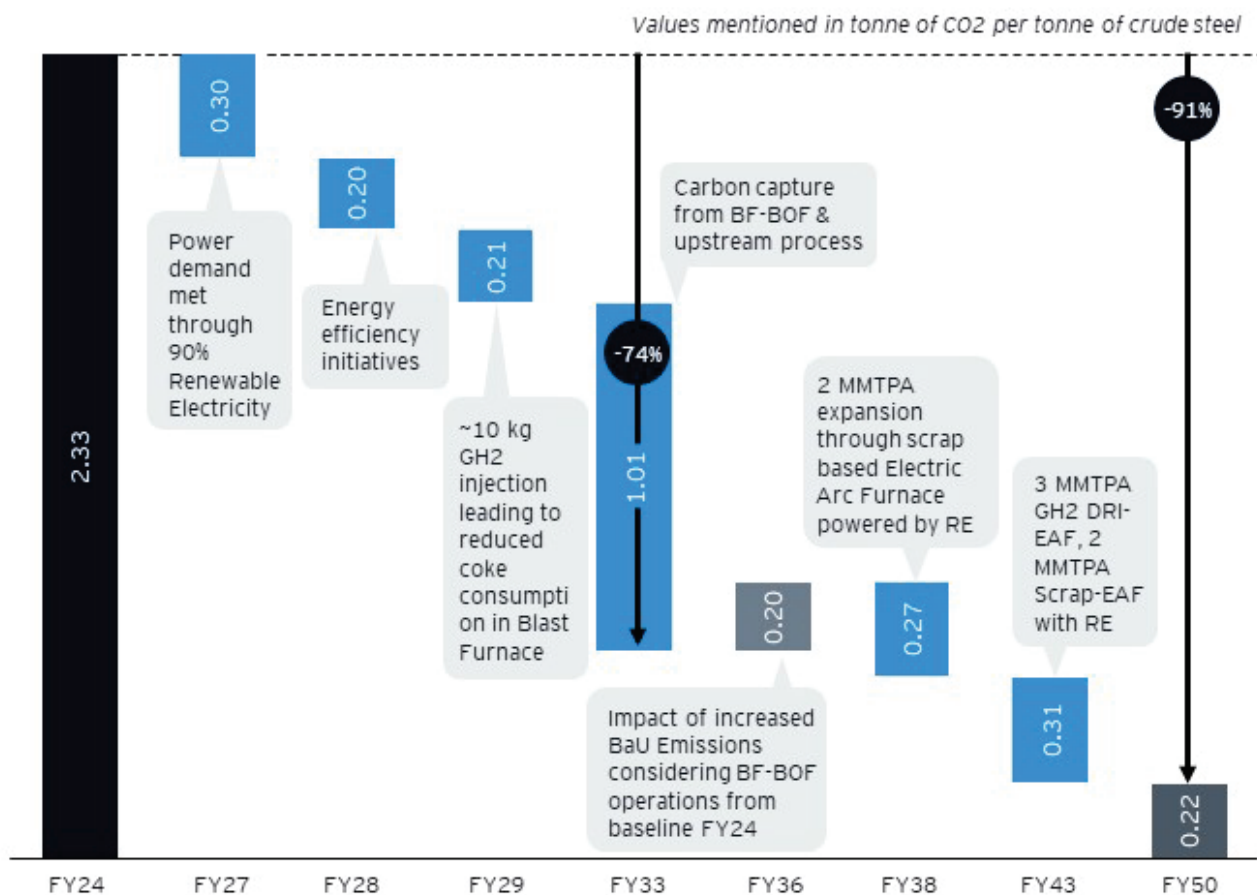 Values mentioned in tonne of CO2 per tonne of crude steel
2.33
0.30
Power
demand
met
through
90%
Renewable
Electricity
0.20
Energy
efficiency
initiatives
0.21
~10 kg
GH2
injection
leading to
reduced
coke
consumpti
on in Blast
Furnace
Carbon capture
from BF-BOF &
upstream process
-74%
1.01
0.20
Impact of increased
BaU Emissions
considering BF-BOF
operations from
baseline FY24
2 MMTPA
expansion
through scrap
based Electric
Arc Furnace
powered by RE
0.27
3 MMTPA
GH2 DRI-
EAF, 2
MMTPA
Scrap-EAF
with RE
0.31
-91%
0.22
FY24 FY27 FY28 FY29 FY33 FY36 FY38 FY43 FY50